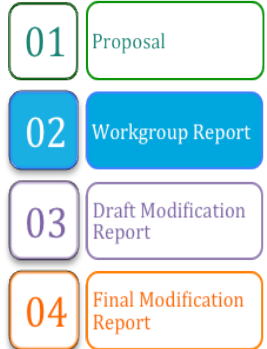 01
Proposal
02
Workgroup Report
03
Draft Modification
Report
04
Final Modification
Report